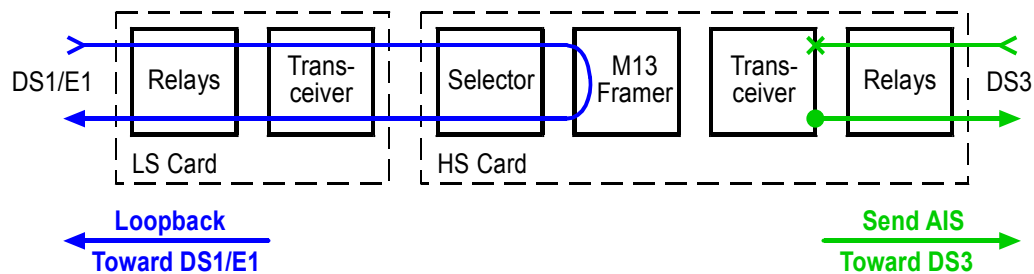 DS1/E1
Relays
Trans-
ceiver
Selector
M13
Framer
Trans-
ceiver
Relays
DS3
LS Card
HS Card
Loopback
Toward DS1/E1
Send AIS
Toward DS3